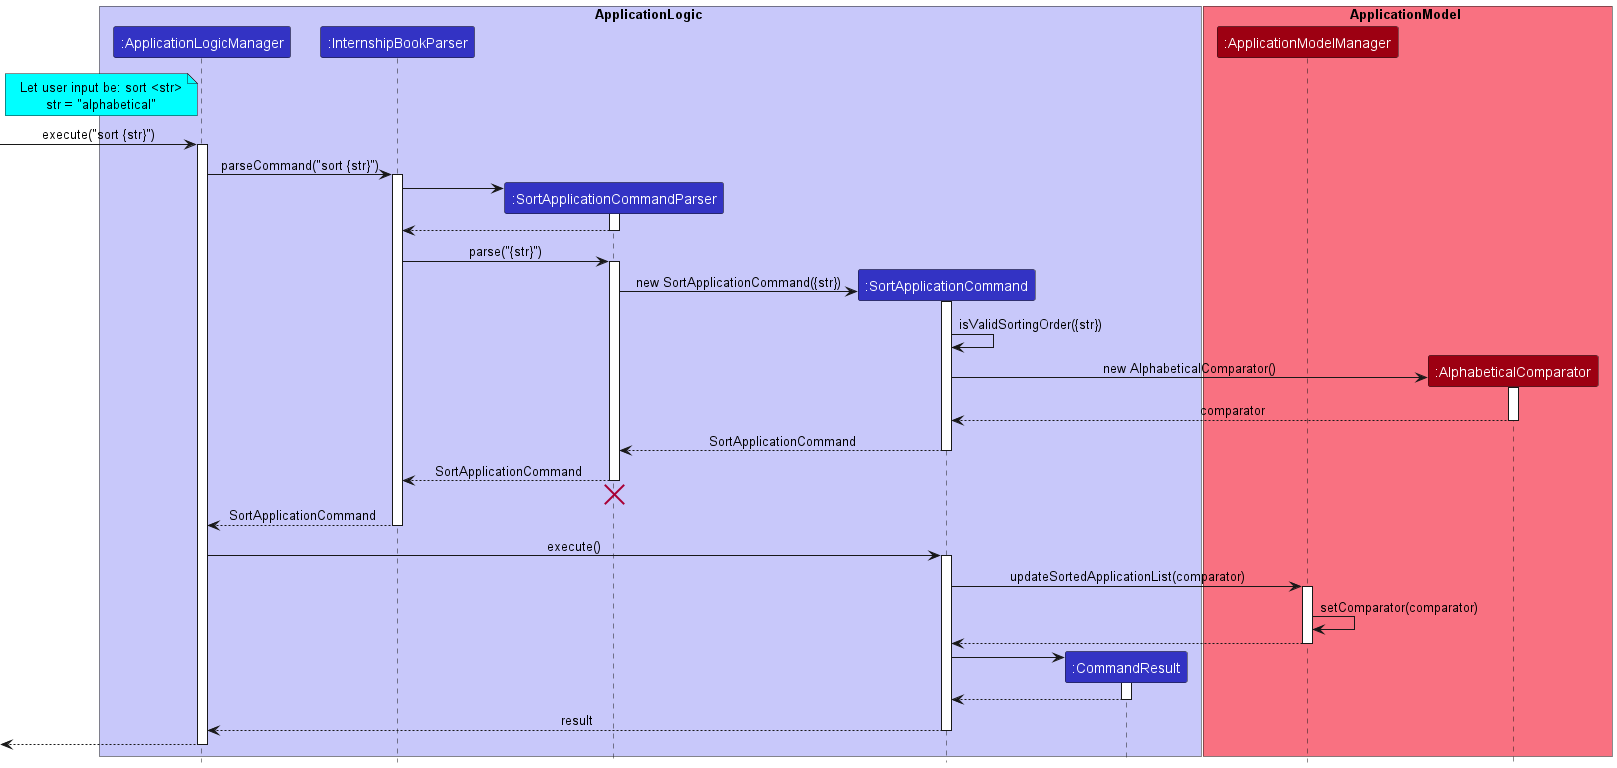 ApplicationLogic
ApplicationModel
:ApplicationLogicManager
:InternshipBookParser
:ApplicationModelManager
Let user input be: sort <str>
str = "alphabetical"
execute("sort {str}")
parseCommand("sort {str}")
:SortApplicationCommandParser
parse("{str}")
new SortApplicationCommand({str})
:SortApplicationCommand
isValidSortingOrder({str})
new AlphabeticalComparator()
:AlphabeticalComparator
comparator
SortApplicationCommand
SortApplicationCommand
SortApplicationCommand
execute()
updateSortedApplicationList(comparator)
setComparator(comparator)
:CommandResult
result